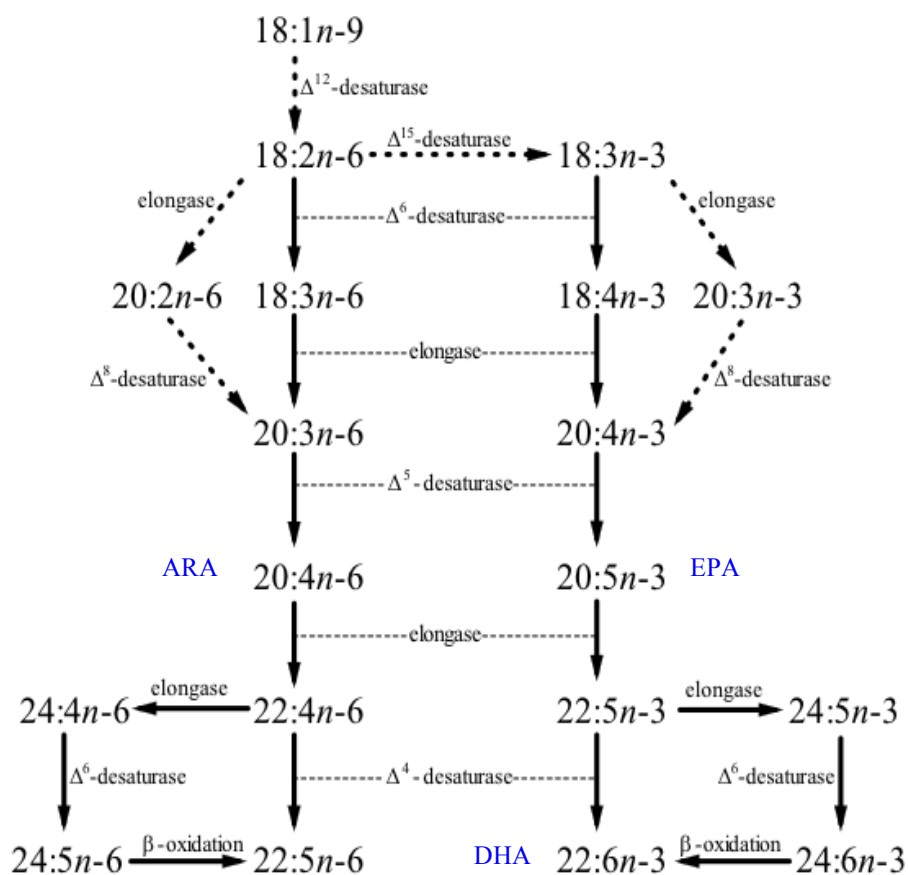 18:1n-9
Δ12-desaturase
18:2n-6 Δ15-desaturase 18:3n-3
elongase elongase
Δ6-desaturase
20:2n-6 18:3n-6 18:4n-3 20:3n-3
elongase
Δ8-desaturase Δ8-desaturase
20:3n-6 20:4n-3
Δ5-desaturase
ARA EPA
20:4n-6 20:5n-3
elongase
elongase elongase
24:4n-6 22:4n-6 22:5n-3 24:5n-3
Δ6-desaturase Δ4-desaturase Δ6-desaturase
β-oxidation β-oxidation
24:5n-6 22:5n-6 DHA 22:6n-3 24:6n-3